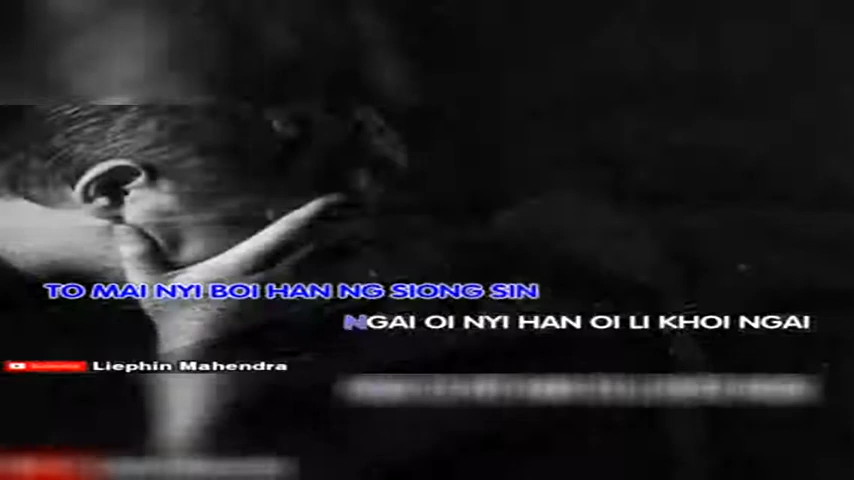 TO MAI NYI BOI HAN NG SIONG SIN
NGAI OI NYI HAN OI LI KHOI NGAI
Liephin Mahendra